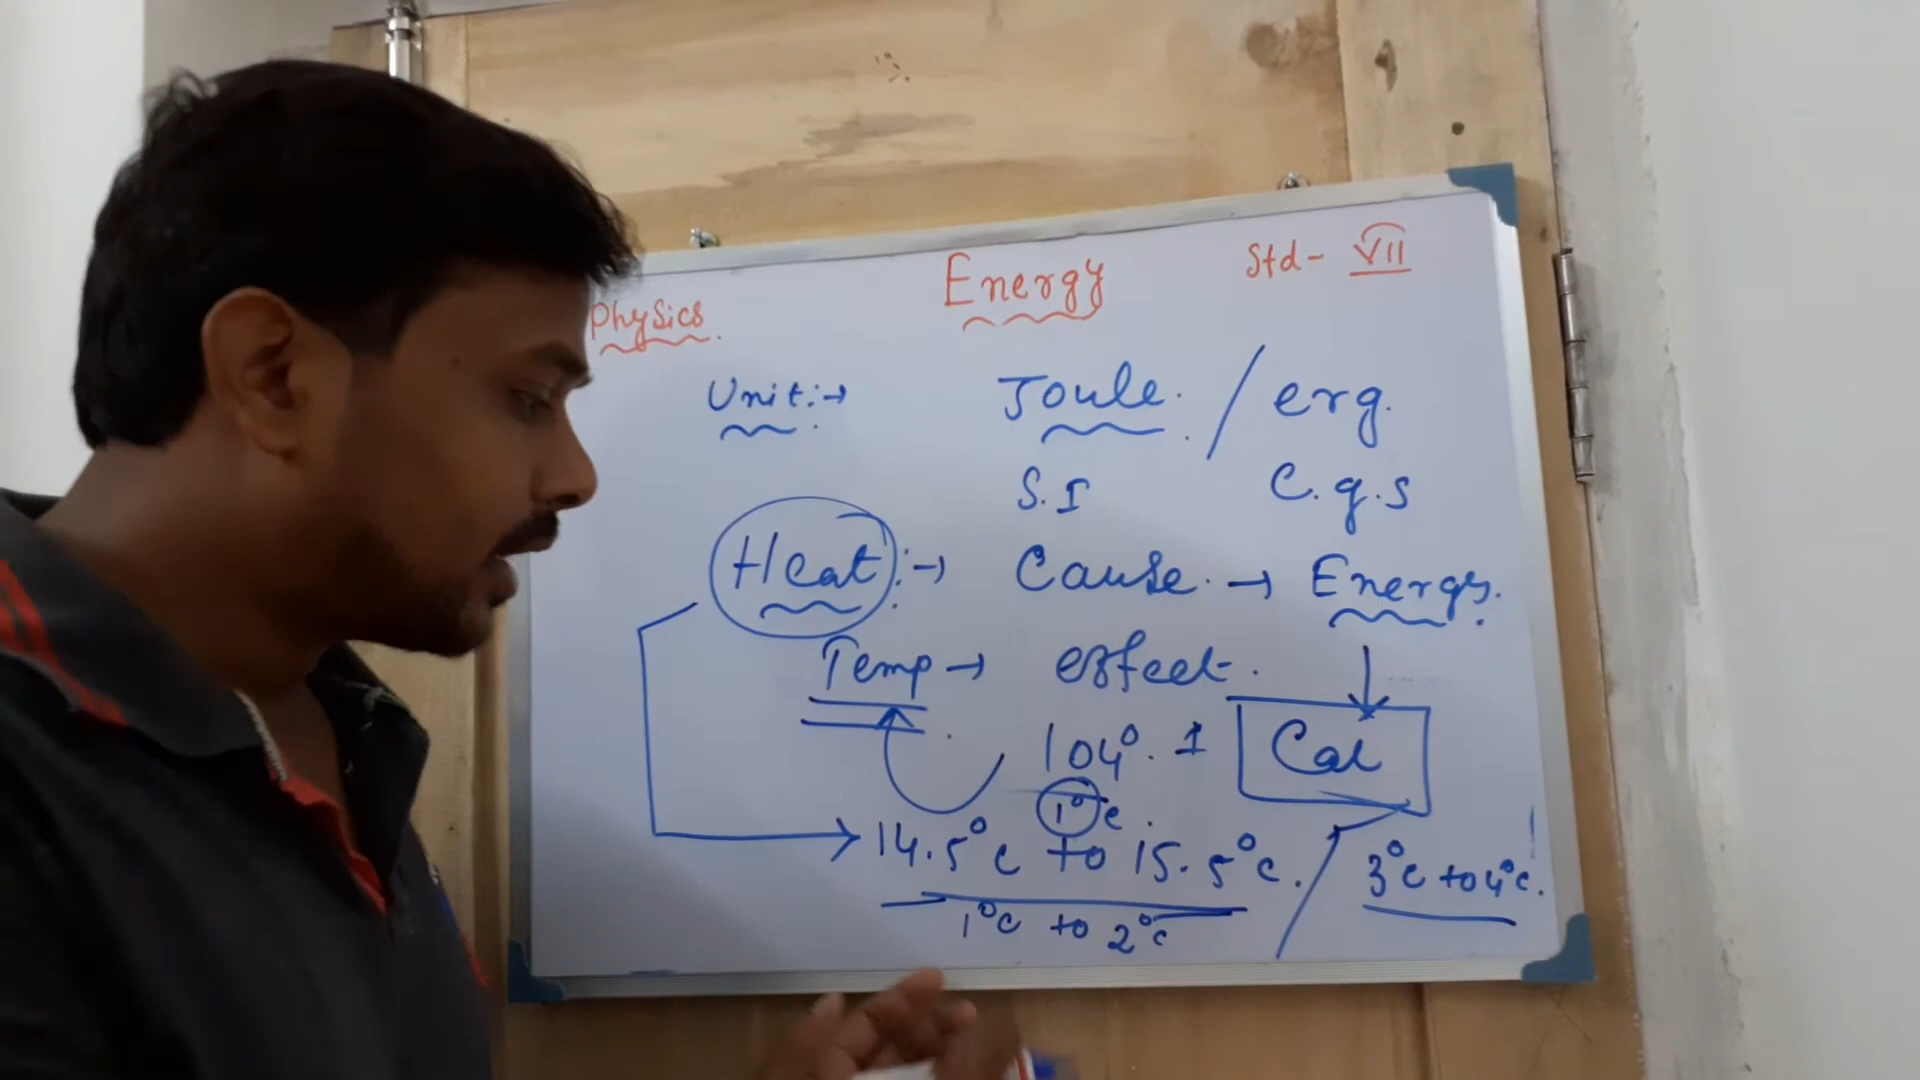 Physics. Energy Std- VII
Unit:→ Joule. / erg.
S.I C.g.s
Heat:→ Cause. → Energy.
Temp → effect.
104°. 1 Cal
1°c.
14.5°c to 15.5°c. / 3°c to 4°c.
1°c to 2°c